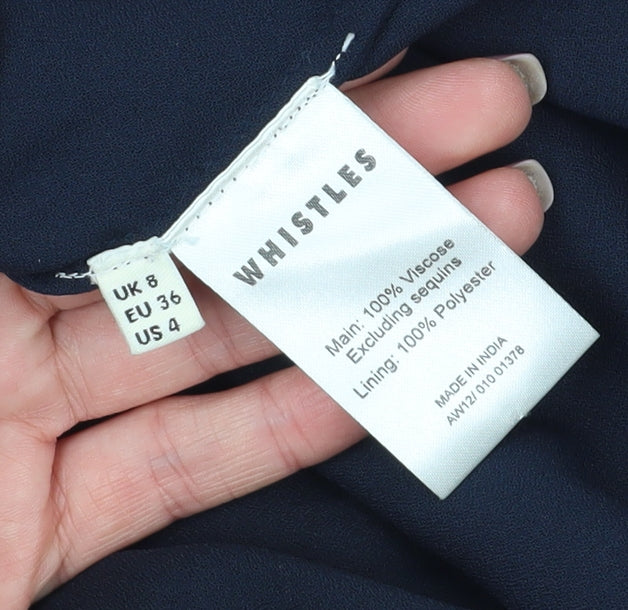 WHISTLES
Main: 100% Viscose
Excluding sequins
Lining: 100% Polyester
MADE IN INDIA
AW12/ 010 01378
UK 8
EU 36
US 4